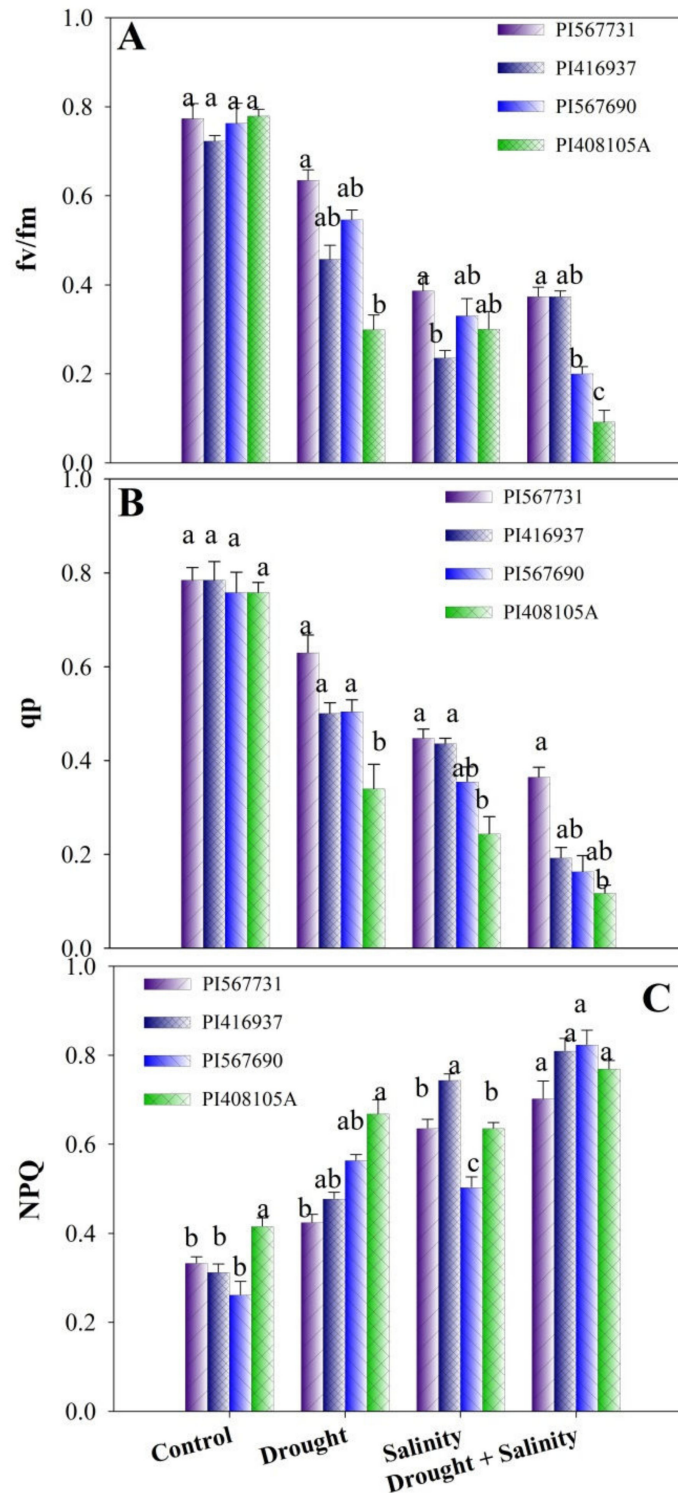 A
fv/fm
1.0
0.8
0.6
0.4
0.2
0.0
PI567731
PI416937
PI567690
PI408105A
a a a a
a ab ab b
a b ab ab
a ab b c
B
qp
1.0
0.8
0.6
0.4
0.2
0.0
PI567731
PI416937
PI567690
PI408105A
a a a a
a a a b
a a ab b
a ab ab b
C
NPQ
1.0
0.8
0.6
0.4
0.2
0.0
PI567731
PI416937
PI567690
PI408105A
b b b a
b ab ab a
b a c b
a a a a
Control
Drought
Salinity
Drought + Salinity